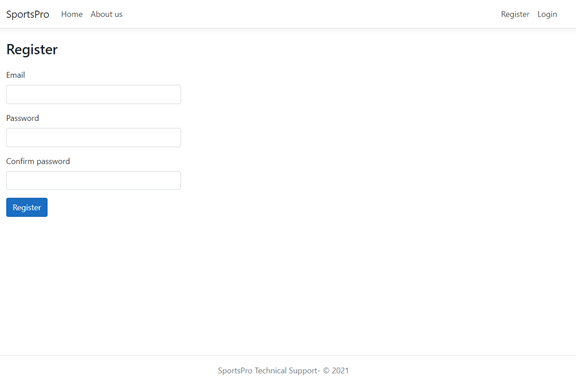 SportsPro Home About us Register Login
Register
Email
Password
Confirm password
Register
SportsPro Technical Support- © 2021